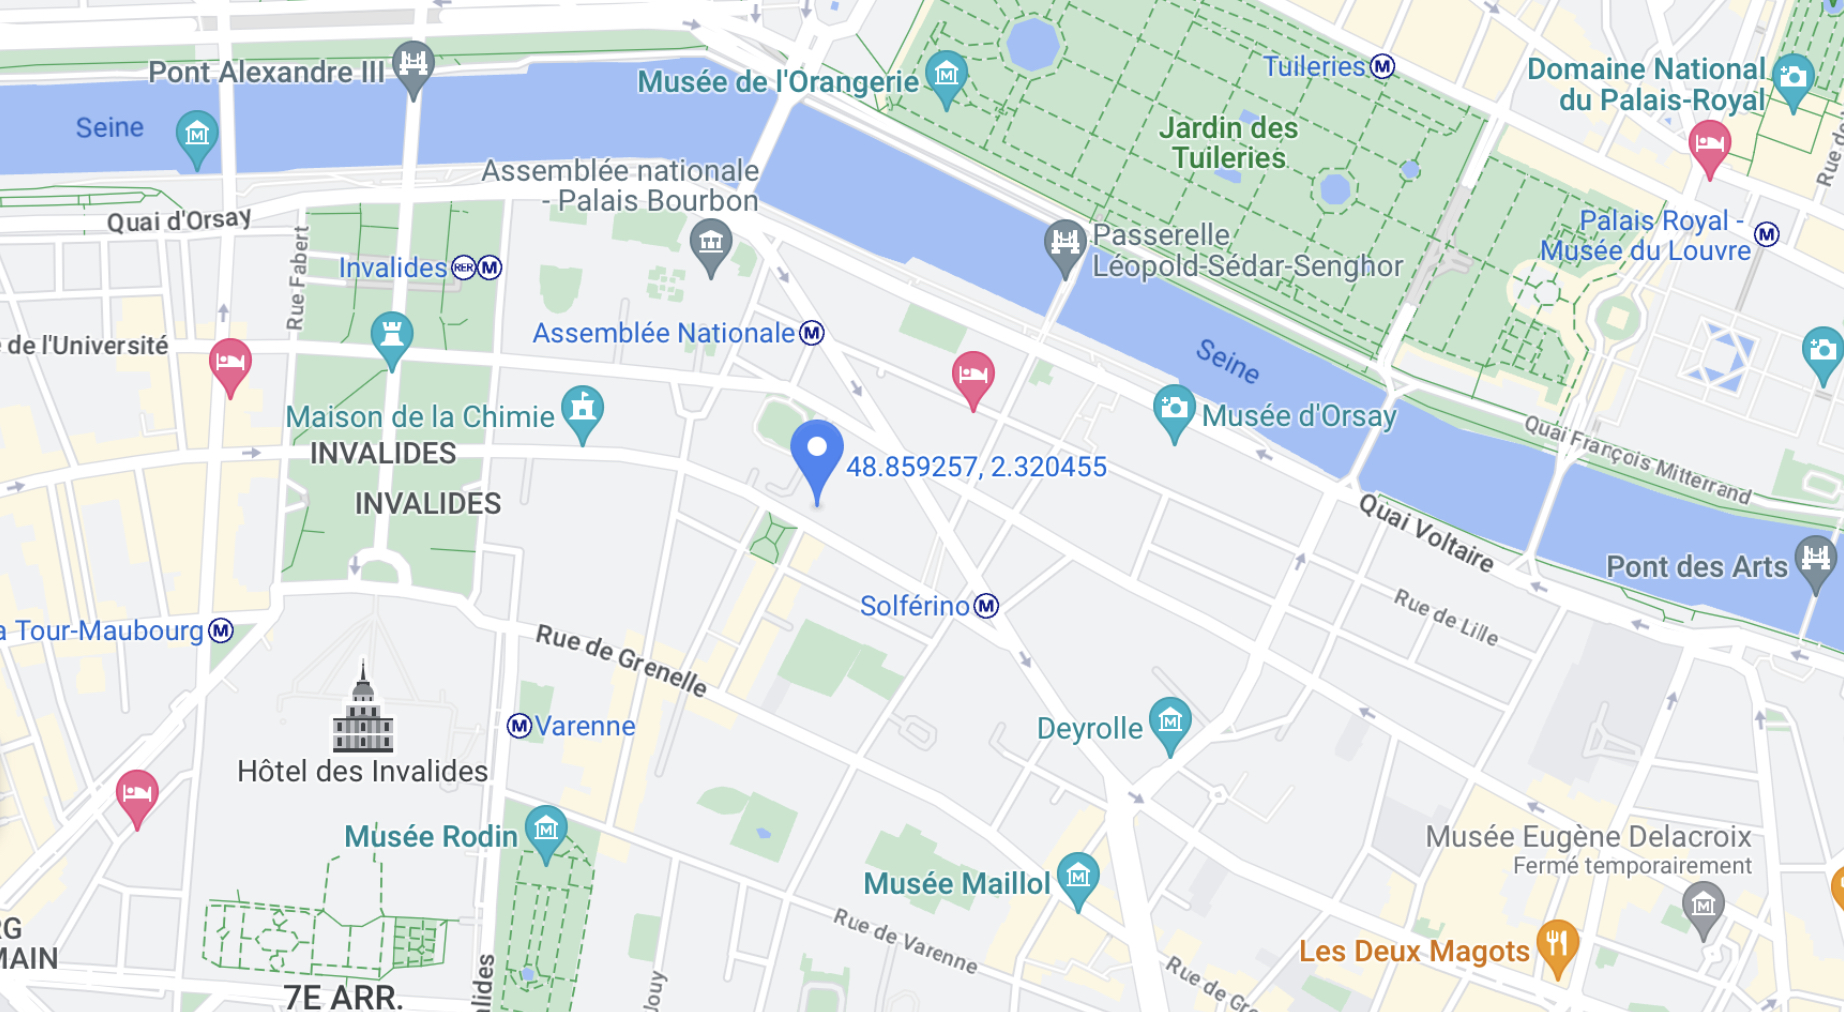 Pont Alexandre III
Musée de l'Orangerie
Tuileries
M
Domaine National
du Palais-Royal
Seine
Jardin des
Tuileries
Assemblée nationale
- Palais Bourbon
Quai d'Orsay
Rue Fabert
Invalides
RER
M
Passerelle
Léopold-Sédar-Senghor
Palais Royal -
Musée du Louvre
M
Assemblée Nationale
M
de l'Université
Seine
Maison de la Chimie
Musée d'Orsay
INVALIDES
48.859257, 2.320455
Quai François Mitterrand
INVALIDES
Quai Voltaire
Pont des Arts
Solférino
M
Rue de Lille
a Tour-Maubourg
M
Rue de Grenelle
M
Varenne
Deyrolle
Hôtel des Invalides
Musée Rodin
Musée Eugène Delacroix
Fermé temporairement
Musée Maillol
Rue de Varenne
RG
MAIN
Les Deux Magots
Rue de Gre
7E ARR.
alides
Jouy